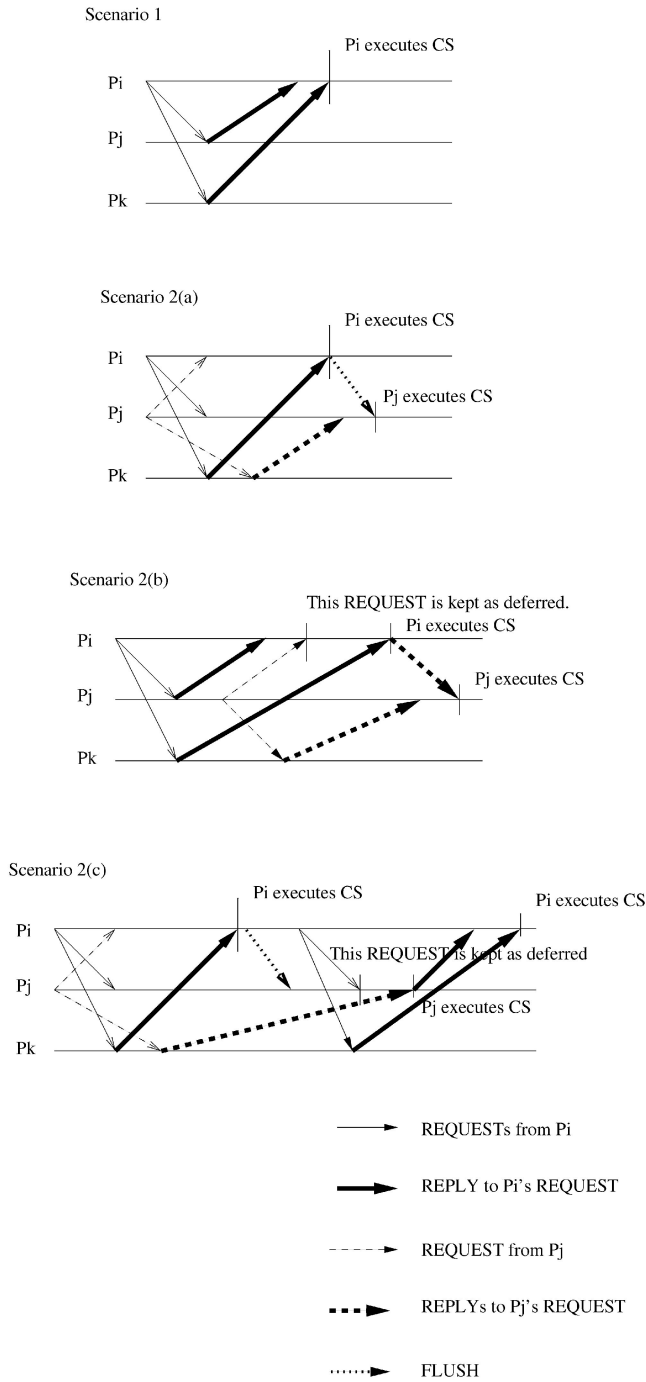 Scenario 1
Pi executes CS
Pi
Pj
Pk
Scenario 2(a)
Pi executes CS
Pi
Pj executes CS
Pj
Pk
Scenario 2(b)
This REQUEST is kept as deferred.
Pi executes CS
Pi
Pj executes CS
Pj
Pk
Scenario 2(c)
Pi executes CS
Pi executes CS
Pi
This REQUEST is kept as deferred
Pj
Pj executes CS
Pk
REQUESTs from Pi
REPLY to Pi's REQUEST
REQUEST from Pj
REPLYs to Pj's REQUEST
FLUSH